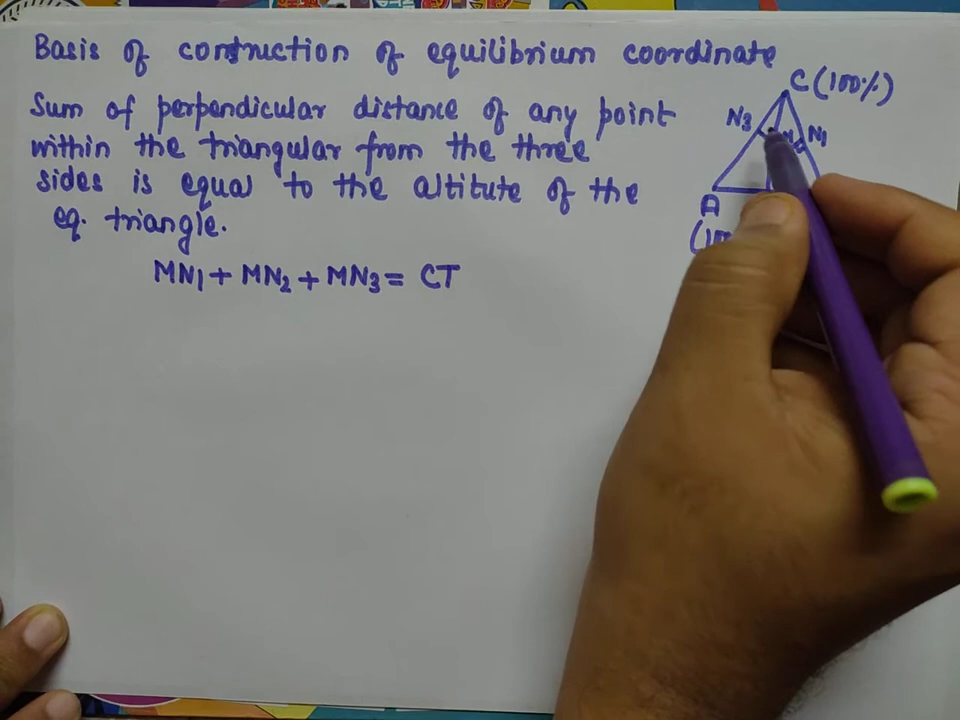 Basis of construction of equilibrium coordinate
Sum of perpendicular distance of any point
within the triangular from the three
sides is equal to the altitute of the
eq. triangle.
MN1 + MN2 + MN3 = CT
C (100%)
N3
N1
A